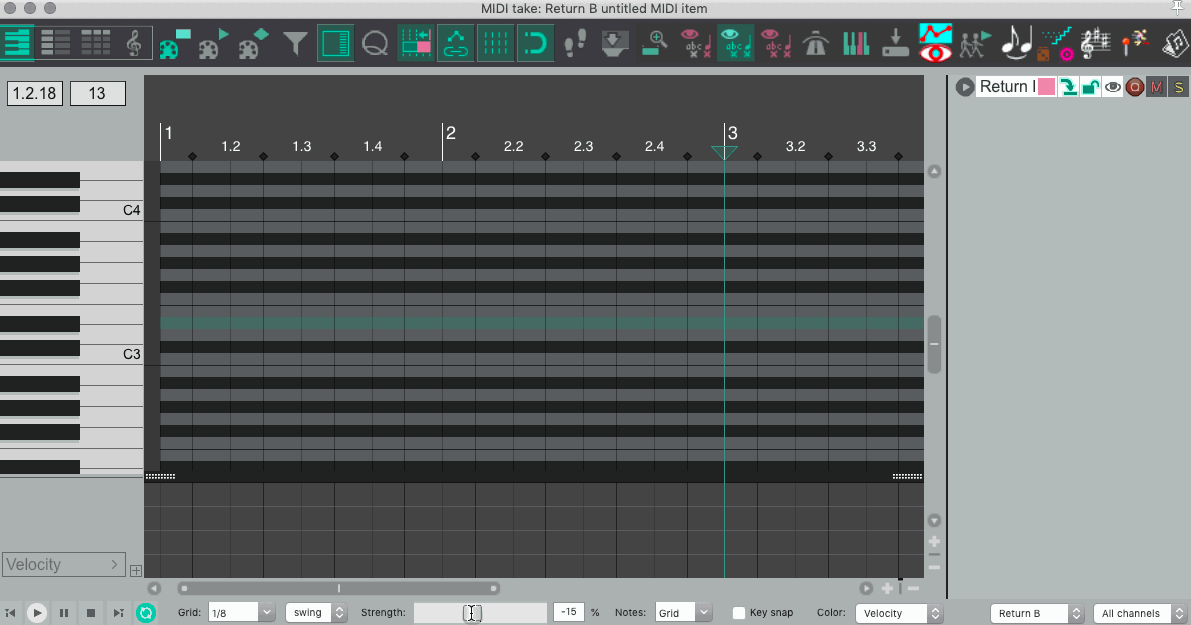 MIDI take: Return B untitled MIDI item
1.2.18 13
Return I M S
1 2 3
1.2 1.3 1.4 2.2 2.3 2.4 3.2 3.3
C4
C3
Velocity
Grid: 1/8 swing Strength: -15 % Notes: Grid Key snap Color: Velocity Return B All channels